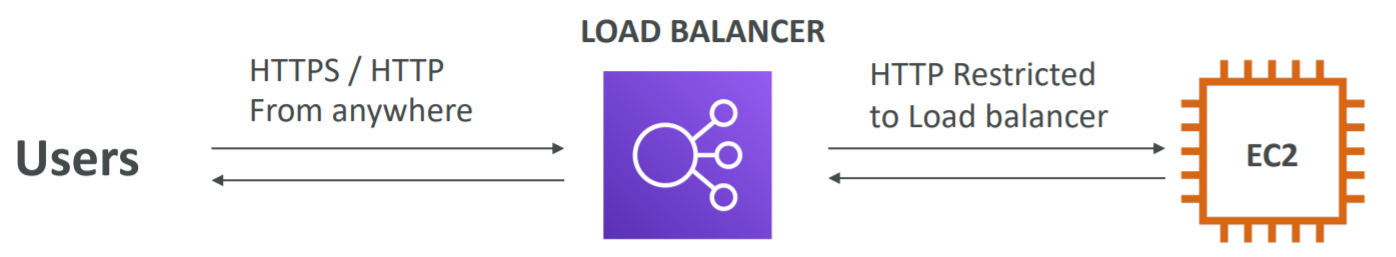 LOAD BALANCER
HTTPS / HTTP
From anywhere
HTTP Restricted
to Load balancer
Users
EC2